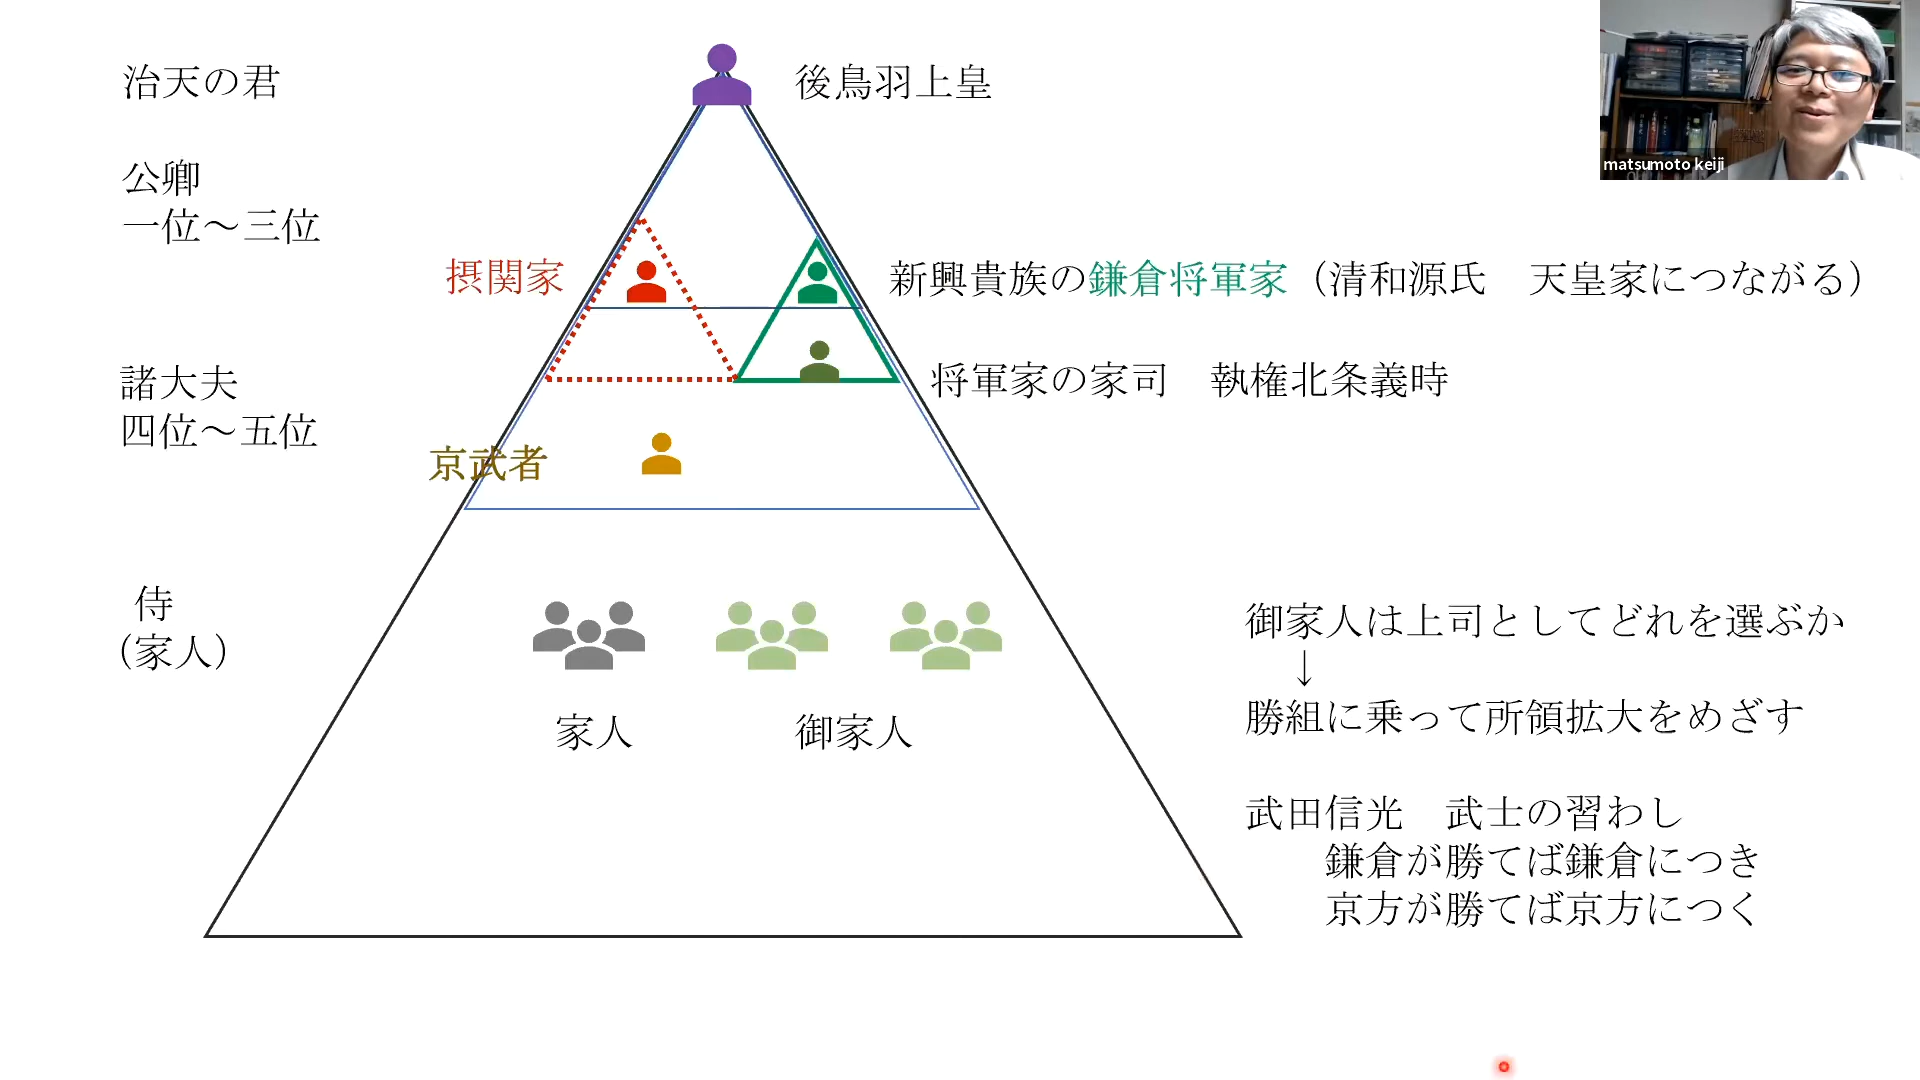 治天の君
後鳥羽上皇
matsumoto keiji
公卿
一位～三位
摂関家
新興貴族の鎌倉将軍家（清和源氏　天皇家につながる）
諸大夫
四位～五位
将軍家の家司　執権北条義時
京武者
侍
（家人）
家人
御家人
御家人は上司としてどれを選ぶか
↓
勝組に乗って所領拡大をめざす
武田信光　武士の習わし
鎌倉が勝てば鎌倉につき
京方が勝てば京方につく